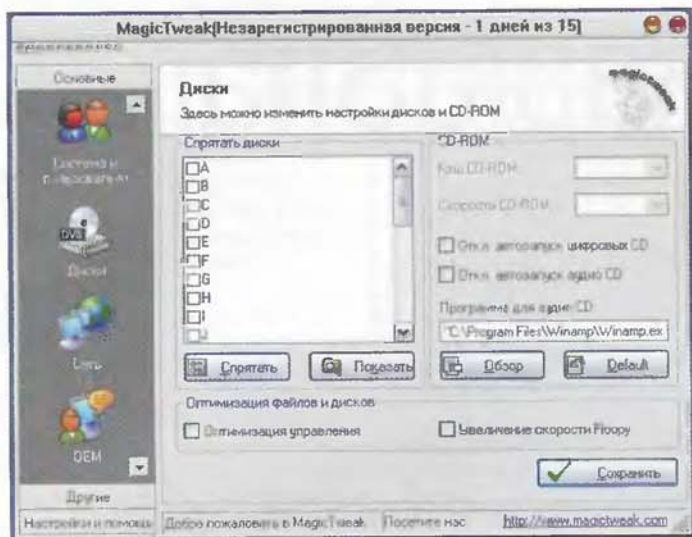 MagicTweak[Незарегистрированная версия - 1 дней из 15]
Основные
Система и пользователи
Диски
Сеть
OEM
Другие
Настройки и помощь
magictweak
Диски
Здесь можно изменить настройки дисков и CD-ROM
Спрятать диски
A
B
C
D
E
F
G
H
I
J
Спрятать
Показать
CD-ROM
Кэш CD-ROM
Скорость CD-ROM
Откл. автозапуск цифровых CD
Откл. автозапуск аудио CD
Программа для аудио CD
"C:\Program Files\Winamp\Winamp.ex
Обзор
Default
Оптимизация файлов и дисков
Оптимизация управления
Увеличение скорости Floopy
Сохранить
Добро пожаловать в MagicTweak
Посетите нас
http://www.magictweak.com